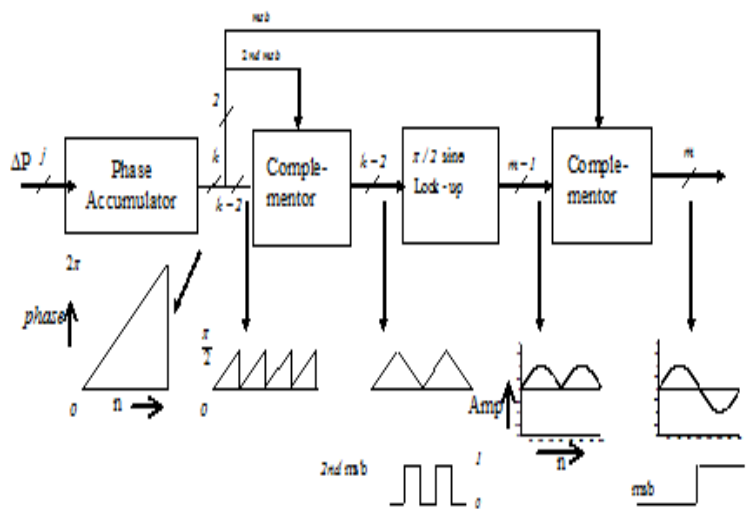 msb
2nd msb
2
ΔP j
Phase
Accumulator
k
k-2
Comple-
mentor
k-2
π/2 sine
Look-up
m-1
Comple-
mentor
m
2π
phase
0
n
π
2
0
Amp
n
2nd msb
1
0
msb